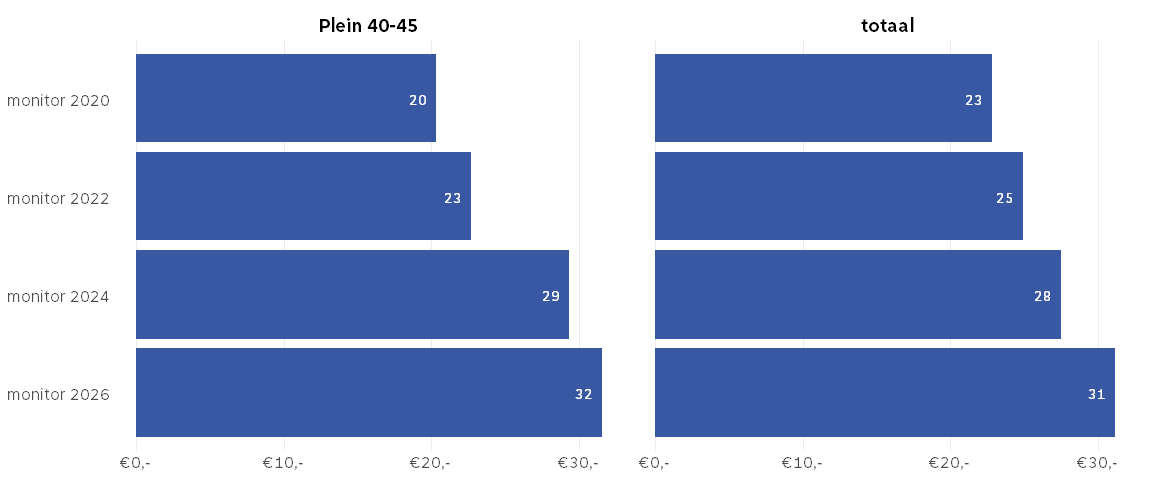 Plein 40-45
totaal
monitor 2020
20
23
monitor 2022
23
25
monitor 2024
29
28
monitor 2026
32
31
€0,- €10,- €20,- €30,-
€0,- €10,- €20,- €30,-